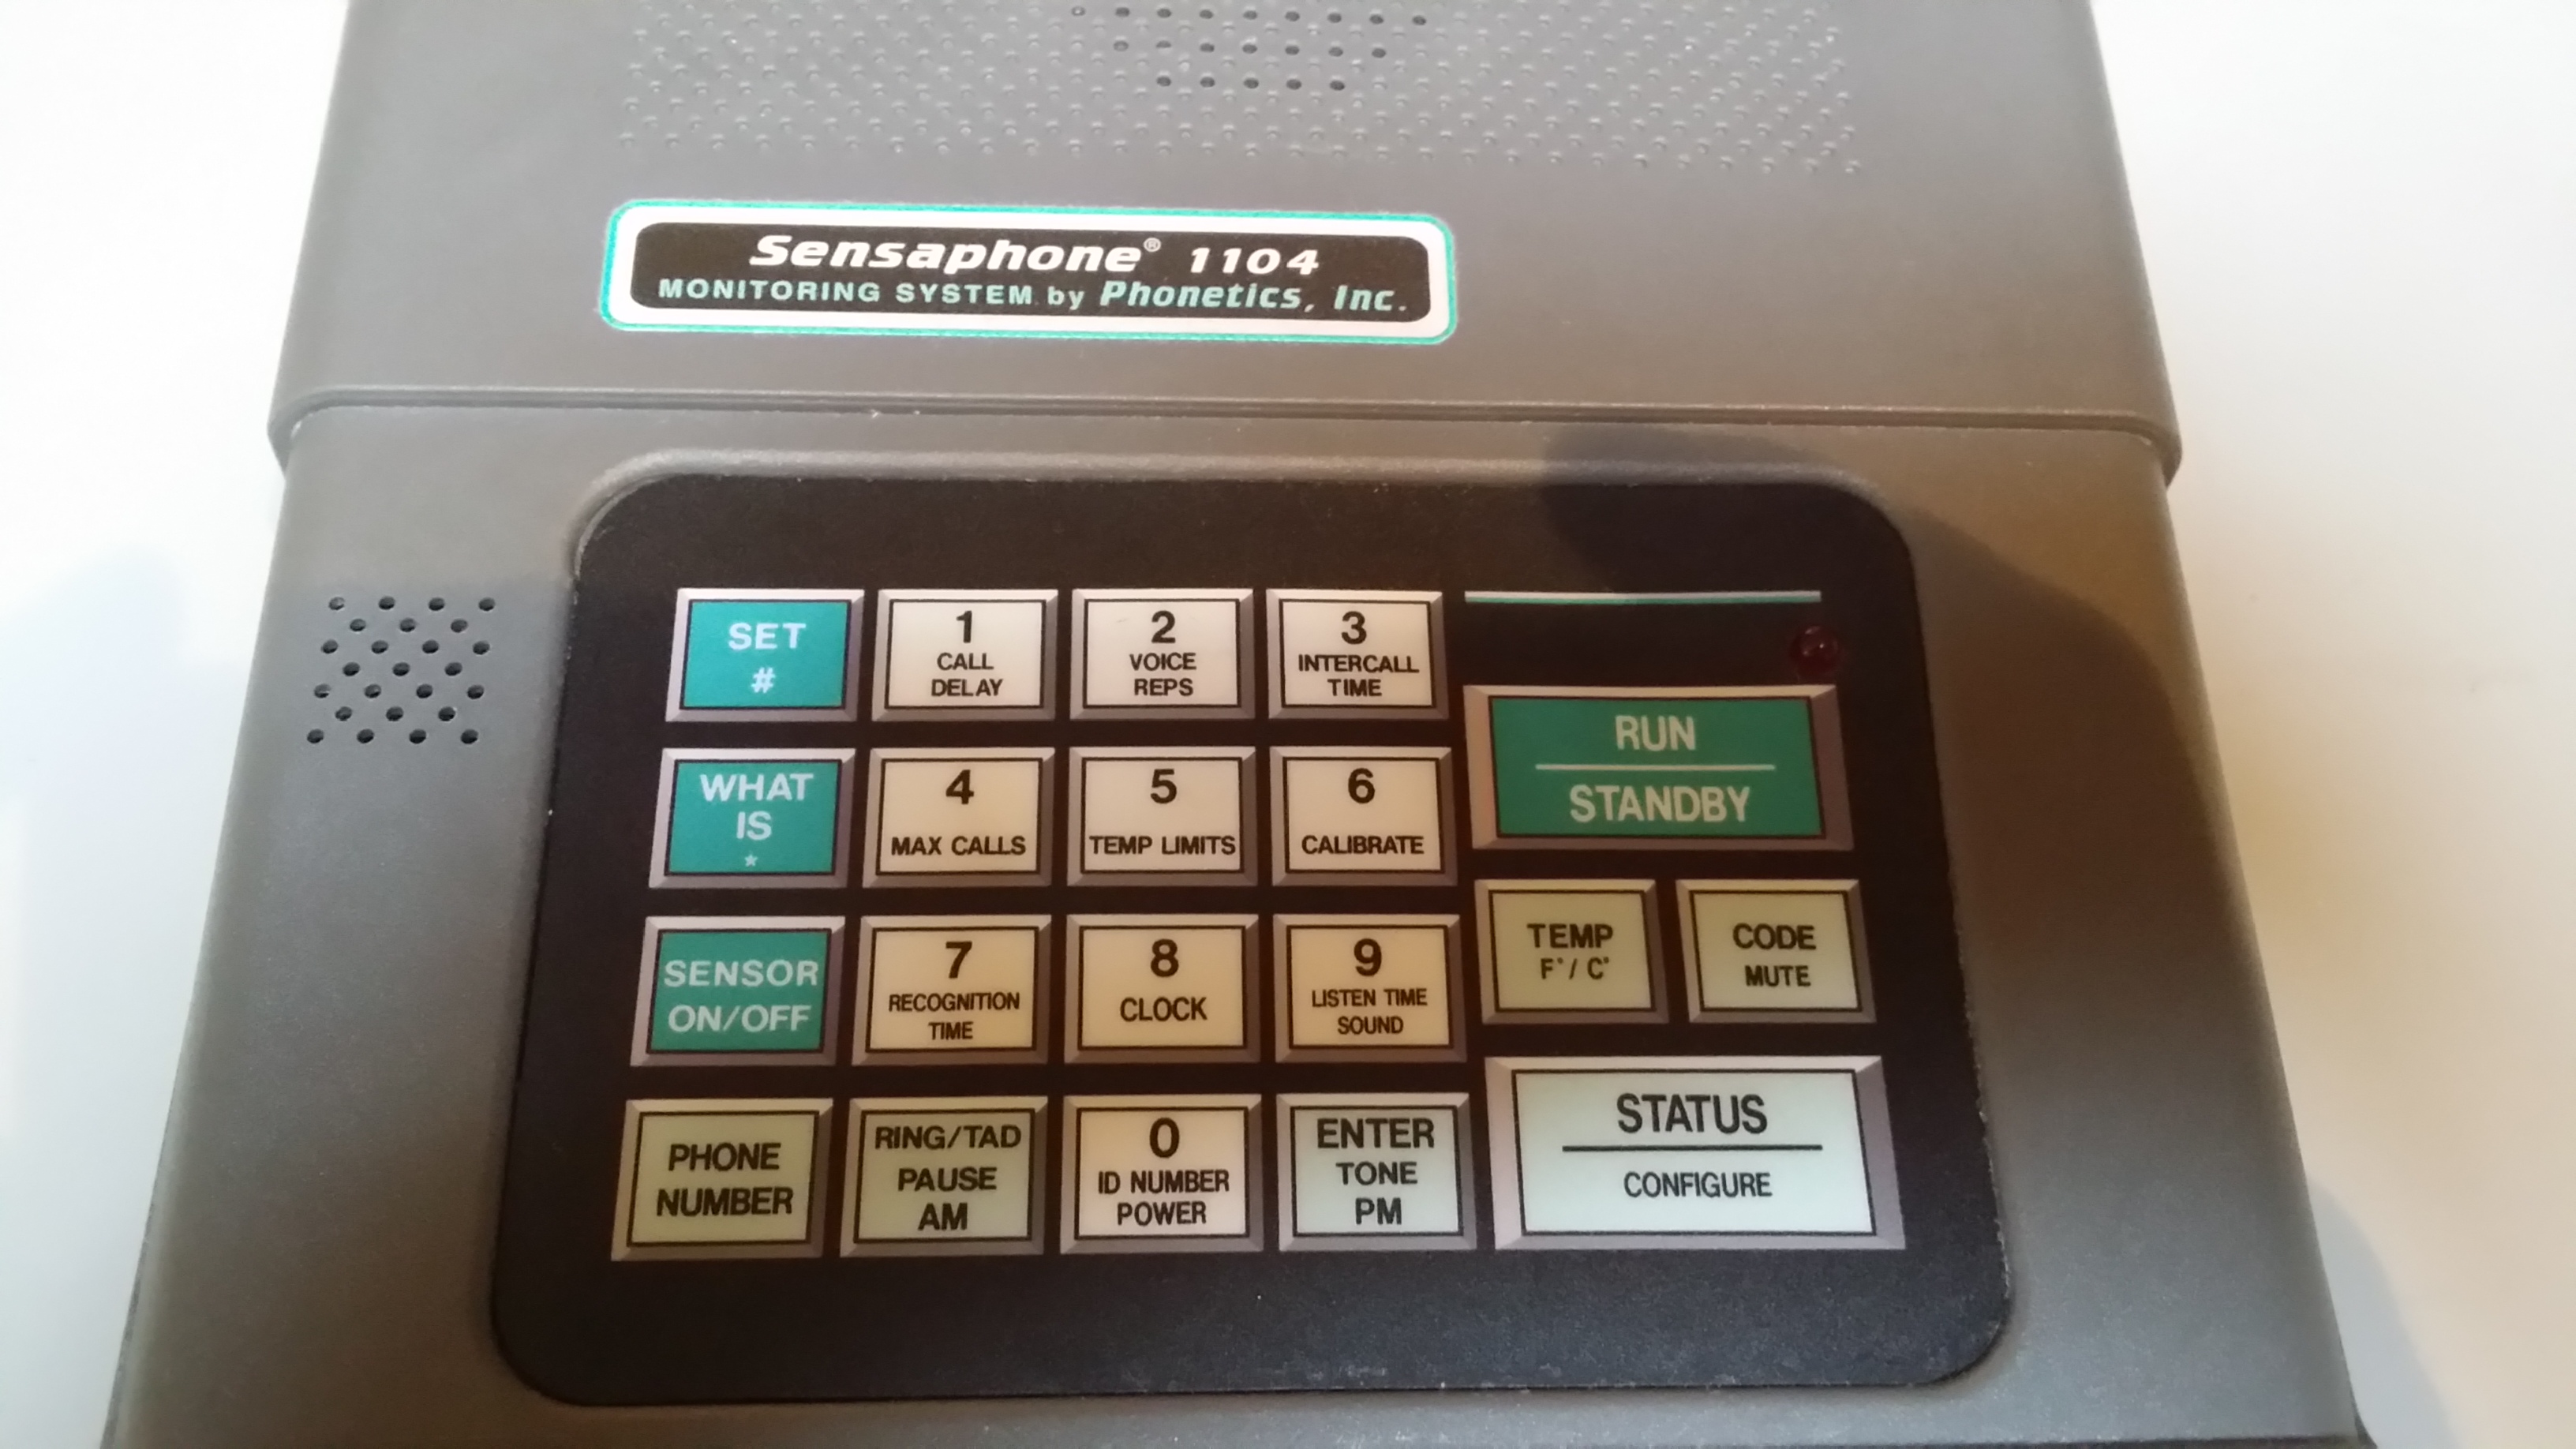 Sensaphone® 1104
MONITORING SYSTEM by Phonetics, Inc.
SET
#
1
CALL
DELAY
2
VOICE
REPS
3
INTERCALL
TIME
RUN
STANDBY
WHAT
IS
*
4
MAX CALLS
5
TEMP LIMITS
6
CALIBRATE
TEMP
F°/C°
CODE
MUTE
SENSOR
ON/OFF
7
RECOGNITION
TIME
8
CLOCK
9
LISTEN TIME
SOUND
STATUS
CONFIGURE
PHONE
NUMBER
RING/TAD
PAUSE
AM
0
ID NUMBER
POWER
ENTER
TONE
PM